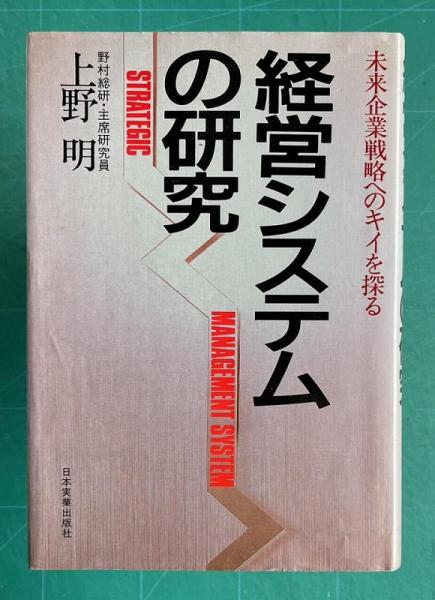 未来企業戦略へのキイを探る
経営システム
の研究
STRATEGIC
MANAGEMENT SYSTEM
野村総研・主席研究員
上野 明
日本実業出版社